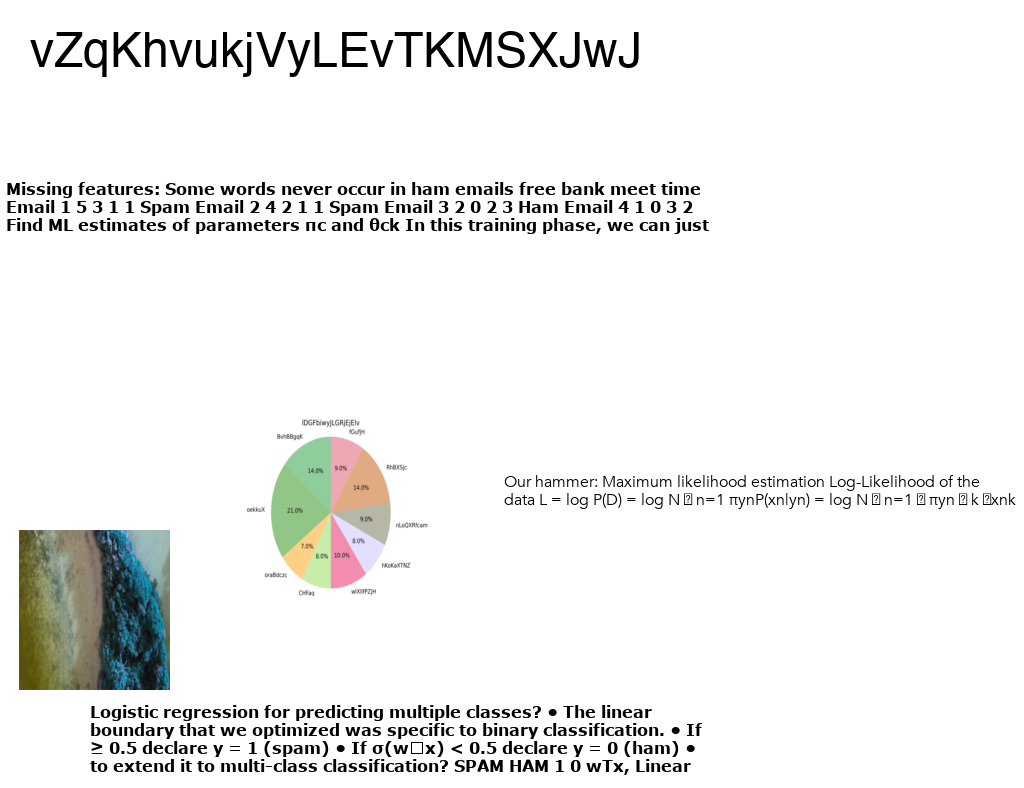 vZqKhvukjVyLEvTKMSXJwJ
Missing features: Some words never occur in ham emails free bank meet time
Email 1 5 3 1 1 Spam Email 2 4 2 1 1 Spam Email 3 2 0 2 3 Ham Email 4 1 0 3 2
Find ML estimates of parameters πc and θck In this training phase, we can just
lDGFbiwyJLGRjEjElv
fGufjH
BvhBBgqK
RhBXSjc
9.0%
14.0%
14.0%
oekkuX
21.0%
9.0%
nLoQXRfcam
8.0%
7.0%
8.0%
10.0%
hKoKaXTNZ
oraBdczc
CHFaq
wiXIfPZjH
Our hammer: Maximum likelihood estimation Log-Likelihood of the
data L = log P(D) = log N n=1 πynP(xnlyn) = log N n=1 πyn k xnk
Logistic regression for predicting multiple classes? • The linear
boundary that we optimized was specific to binary classification. • If
≥ 0.5 declare y = 1 (spam) • If σ(w x) < 0.5 declare y = 0 (ham) •
to extend it to multi-class classification? SPAM HAM 1 0 wTx, Linear